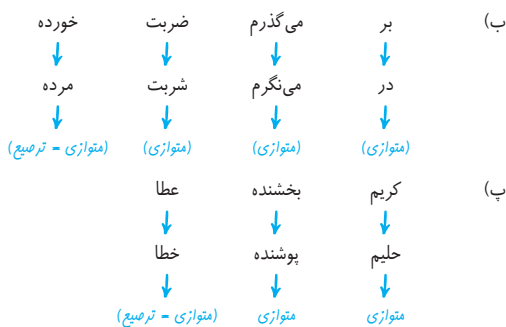 ب) بر می‌گذرم ضربت خورده
در می‌نگرم شربت مرده
(متوازی) (متوازی) (متوازی) (متوازی = ترصیع)
پ) کریم بخشنده عطا
حلیم پوشنده خطا
متوازی متوازی (متوازی = ترصیع)